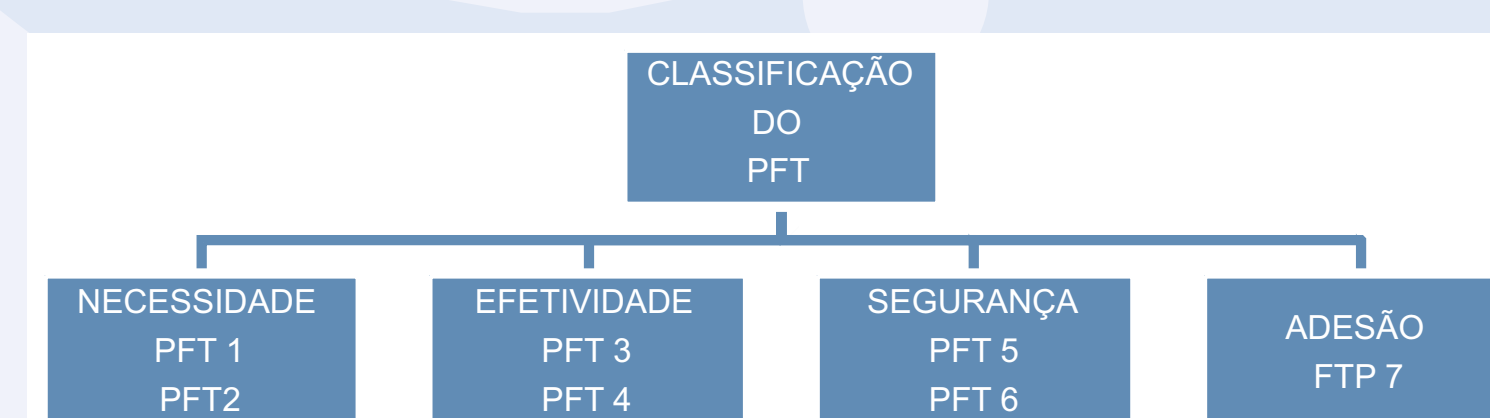 CLASSIFICAÇÃO
DO
PFT
NECESSIDADE
PFT 1
PFT2
EFETIVIDADE
PFT 3
PFT 4
SEGURANÇA
PFT 5
PFT 6
ADESÃO
FTP 7